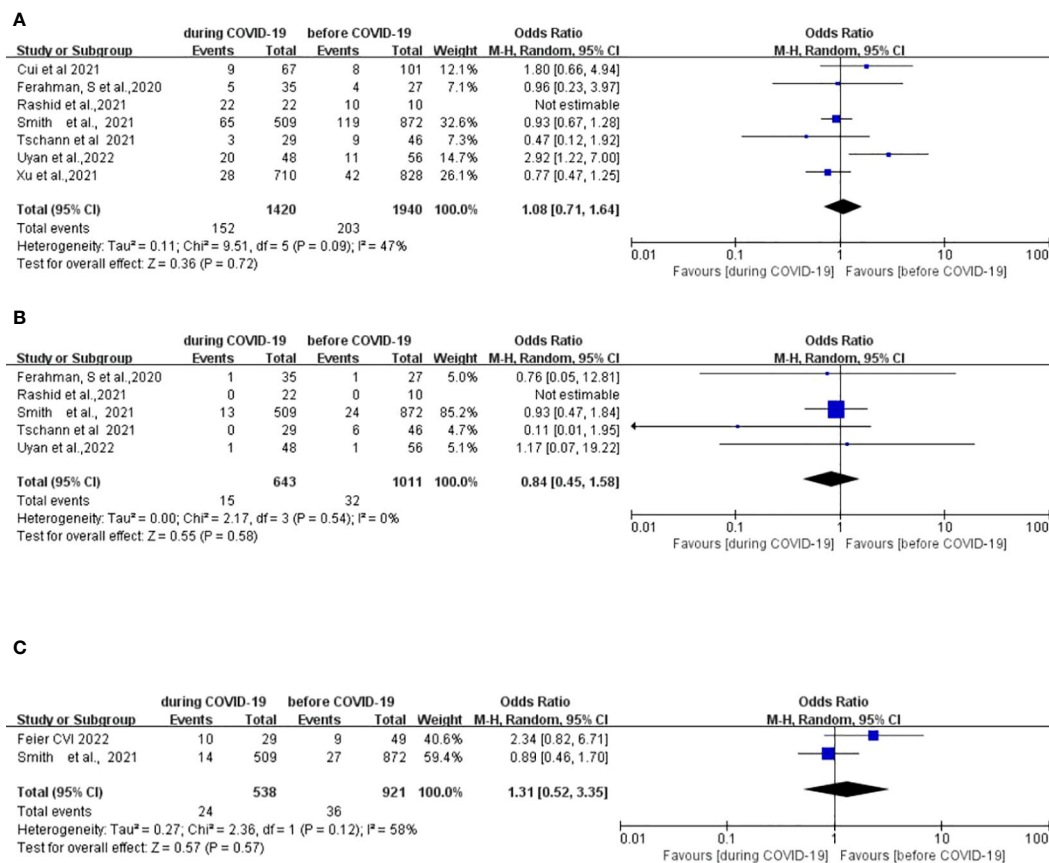 A
during COVID-19 before COVID-19 Odds Ratio Odds Ratio
Study or Subgroup Events Total Events Total Weight M-H, Random, 95% CI M-H, Random, 95% CI
Cui et al 2021 9 67 8 101 12.1% 1.80 [0.66, 4.94]
Ferahman, S et al.,2020 5 35 4 27 7.1% 0.96 [0.23, 3.97]
Rashid et al.,2021 22 22 10 10 Not estimable
Smith et al., 2021 65 509 119 872 32.6% 0.93 [0.67, 1.28]
Tschann et al 2021 3 29 9 46 7.3% 0.47 [0.12, 1.92]
Uyan et al.,2022 20 48 11 56 14.7% 2.92 [1.22, 7.00]
Xu et al.,2021 28 710 42 828 26.1% 0.77 [0.47, 1.25]
Total (95% CI) 1420 1940 100.0% 1.08 [0.71, 1.64]
Total events 152 203
Heterogeneity: Tau² = 0.11; Chi² = 9.51, df = 5 (P = 0.09); I² = 47%
Test for overall effect: Z = 0.36 (P = 0.72)
0.01 0.1 1 10 100
Favours [during COVID-19] Favours [before COVID-19]
B
during COVID-19 before COVID-19 Odds Ratio Odds Ratio
Study or Subgroup Events Total Events Total Weight M-H, Random, 95% CI M-H, Random, 95% CI
Ferahman, S et al.,2020 1 35 1 27 5.0% 0.76 [0.05, 12.81]
Rashid et al.,2021 0 22 0 10 Not estimable
Smith et al., 2021 13 509 24 872 85.2% 0.93 [0.47, 1.84]
Tschann et al 2021 0 29 6 46 4.7% 0.11 [0.01, 1.95]
Uyan et al.,2022 1 48 1 56 5.1% 1.17 [0.07, 19.22]
Total (95% CI) 643 1011 100.0% 0.84 [0.45, 1.58]
Total events 15 32
Heterogeneity: Tau² = 0.00; Chi² = 2.17, df = 3 (P = 0.54); I² = 0%
Test for overall effect: Z = 0.55 (P = 0.58)
0.01 0.1 1 10 100
Favours [during COVID-19] Favours [before COVID-19]
C
during COVID-19 before COVID-19 Odds Ratio Odds Ratio
Study or Subgroup Events Total Events Total Weight M-H, Random, 95% CI M-H, Random, 95% CI
Feier CVI 2022 10 29 9 49 40.6% 2.34 [0.82, 6.71]
Smith et al., 2021 14 509 27 872 59.4% 0.89 [0.46, 1.70]
Total (95% CI) 538 921 100.0% 1.31 [0.52, 3.35]
Total events 24 36
Heterogeneity: Tau² = 0.27; Chi² = 2.36, df = 1 (P = 0.12); I² = 58%
Test for overall effect: Z = 0.57 (P = 0.57)
0.01 0.1 1 10 100
Favours [during COVID-19] Favours [before COVID-19]